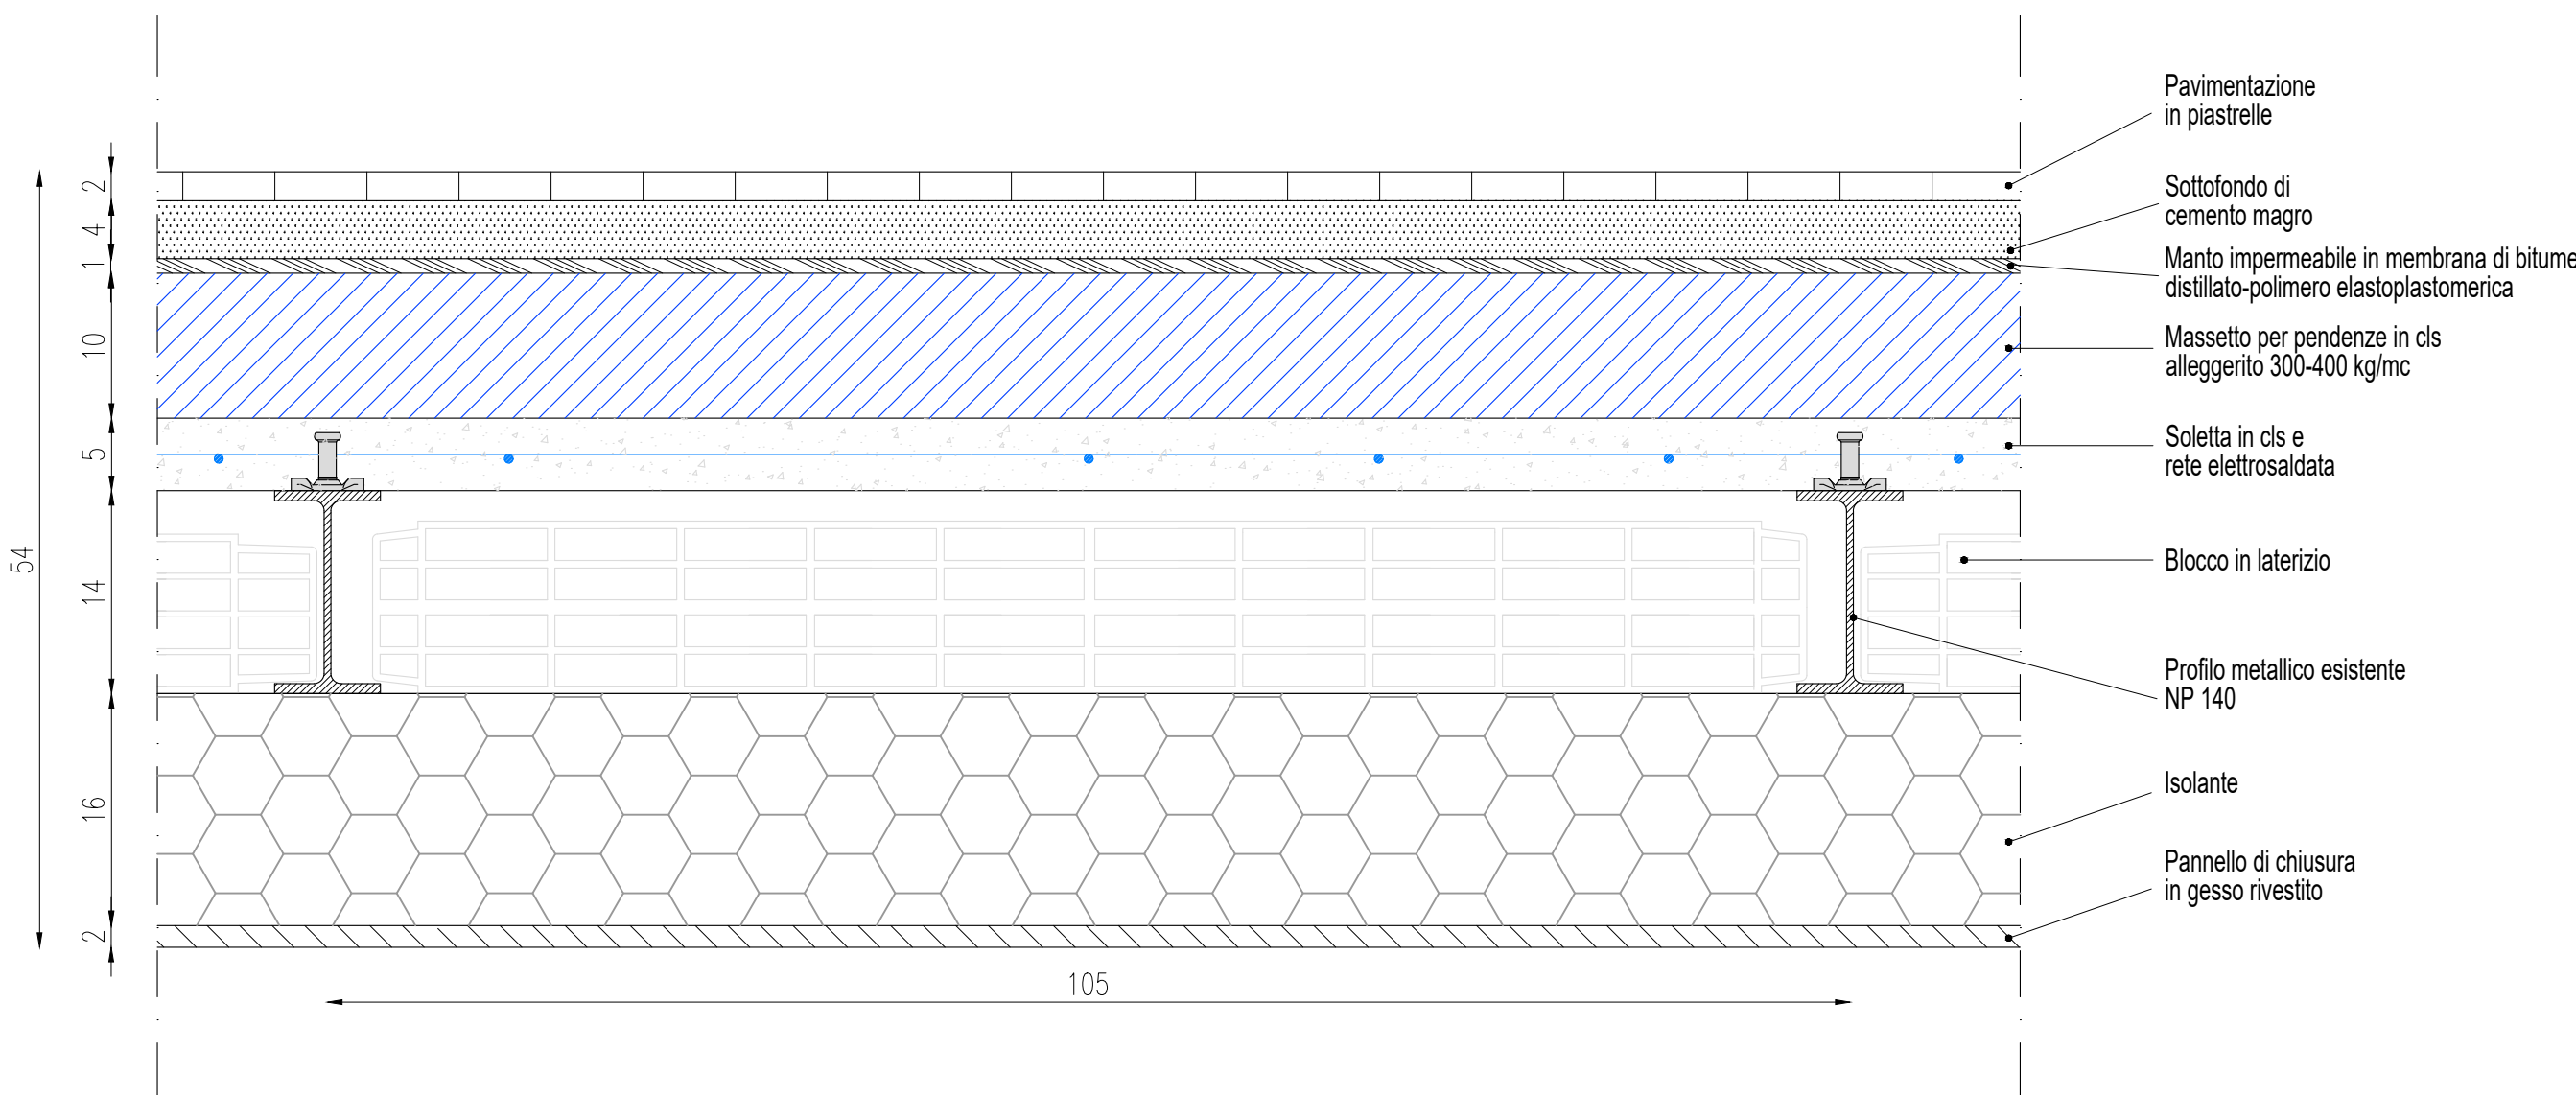 Pavimentazione
in piastrelle
Sottofondo di
cemento magro
Manto impermeabile in membrana di bitume
distillato-polimero elastoplastomerica
Massetto per pendenze in cls
alleggerito 300-400 kg/mc
Soletta in cls e
rete elettrosaldata
Blocco in laterizio
Profilo metallico esistente
NP 140
Isolante
Pannello di chiusura
in gesso rivestito
2
4
1
10
5
14
16
2
54
105